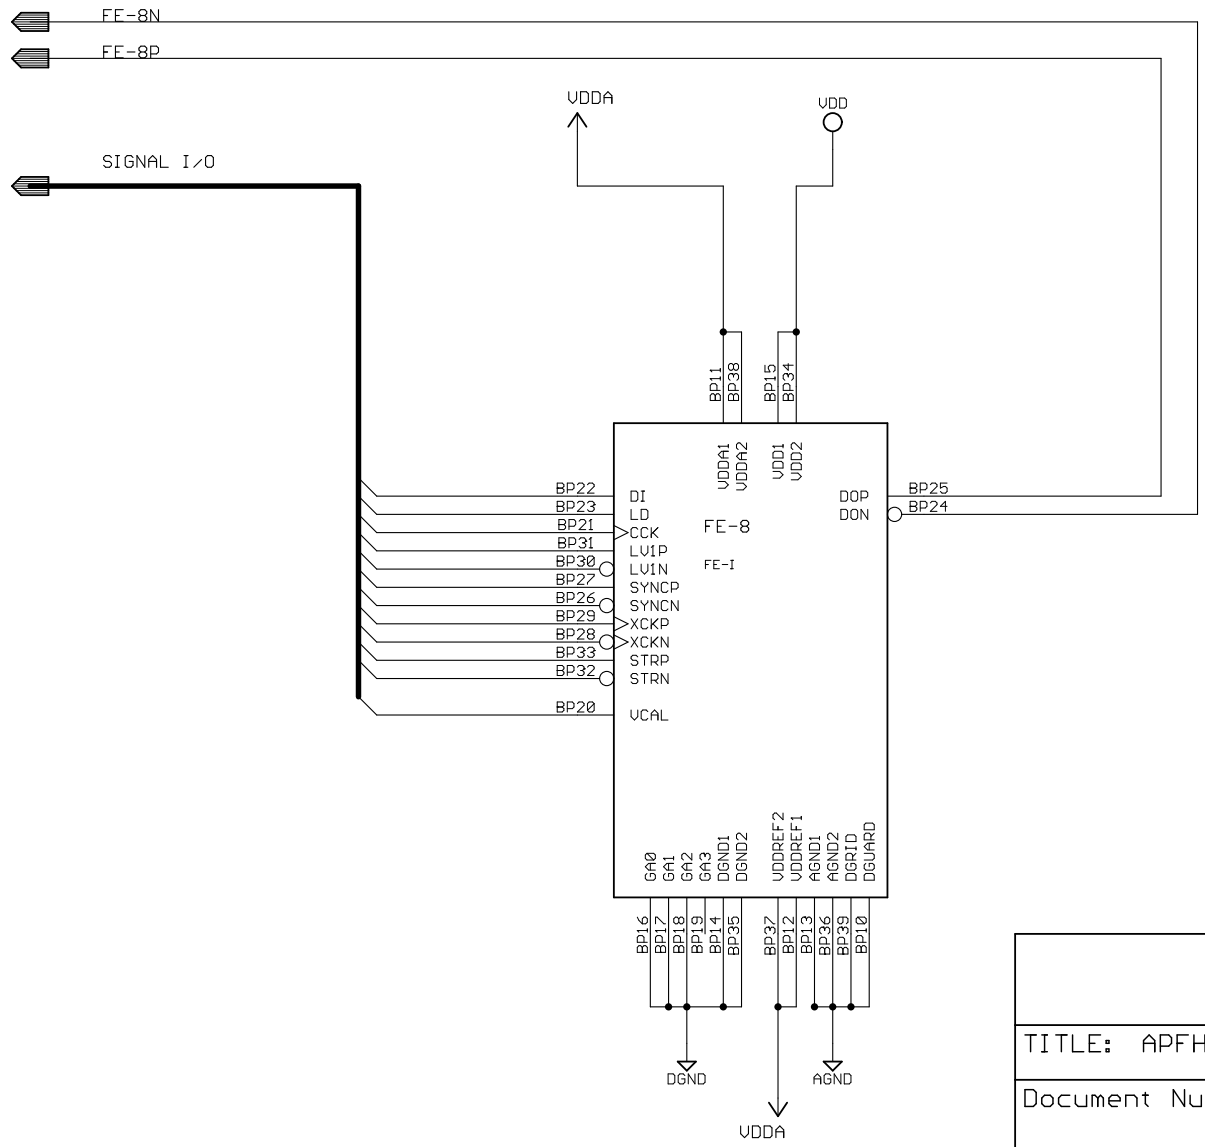 FE-8N
FE-8P
VDDA
VDD
SIGNAL I/O
BP11
BP38
BP15
BP34
VDDA1
VDDA2
VDD1
VDD2
BP22 DI
BP23 LD
BP21 CCK
BP31 LV1P
BP30 LV1N
BP27 SYNCP
BP26 SYNCN
BP29 XCKP
BP28 XCKN
BP33 STRP
BP32 STRN
BP20 VCAL
DOP BP25
DON BP24
FE-8
FE-I
GA0
GA1
GA2
GA3
DGND1
DGND2
VDDREF2
VDDREF1
AGND1
AGND2
DGRID
DGUARD
BP16
BP17
BP18
BP19
BP14
BP35
BP37
BP12
BP13
BP36
BP39
BP10
DGND
AGND
VDDA
TITLE: APFH
Document Nu